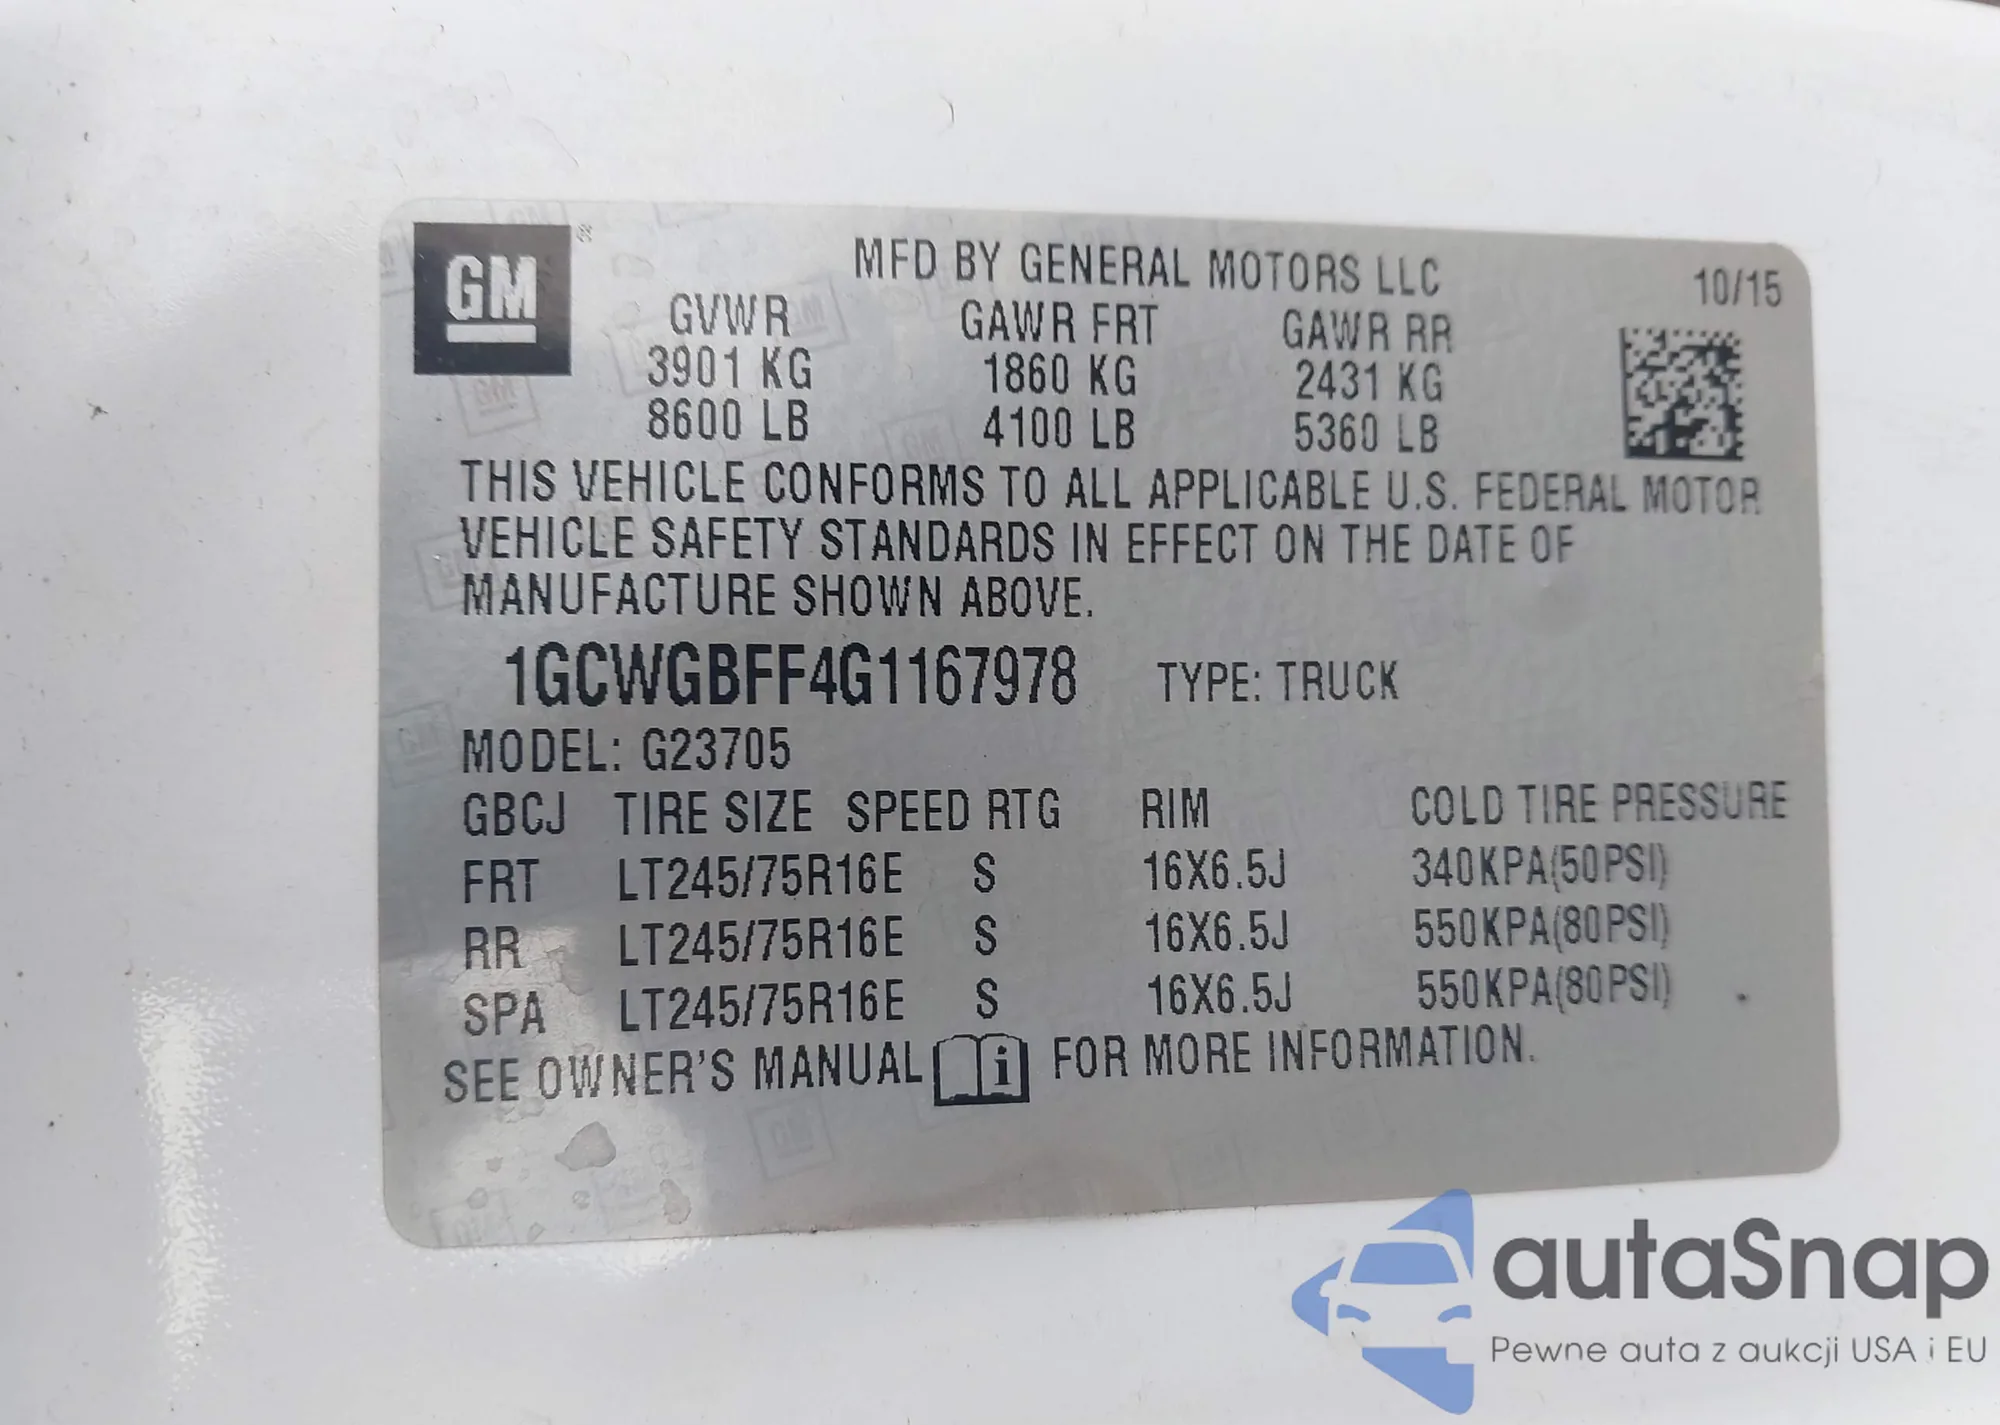 GM ®
MFD BY GENERAL MOTORS LLC 10/15
GVWR GAWR FRT GAWR RR
3901 KG 1860 KG 2431 KG
8600 LB 4100 LB 5360 LB
THIS VEHICLE CONFORMS TO ALL APPLICABLE U.S. FEDERAL MOTOR
VEHICLE SAFETY STANDARDS IN EFFECT ON THE DATE OF
MANUFACTURE SHOWN ABOVE.
1GCWGBFF4G1167978 TYPE: TRUCK
MODEL: G23705
GBCJ TIRE SIZE SPEED RTG RIM COLD TIRE PRESSURE
FRT LT245/75R16E S 16X6.5J 340KPA(50PSI)
RR LT245/75R16E S 16X6.5J 550KPA(80PSI)
SPA LT245/75R16E S 16X6.5J 550KPA(80PSI)
SEE OWNER'S MANUAL i FOR MORE INFORMATION.
autaSnap
Pewne auta z aukcji USA i EU